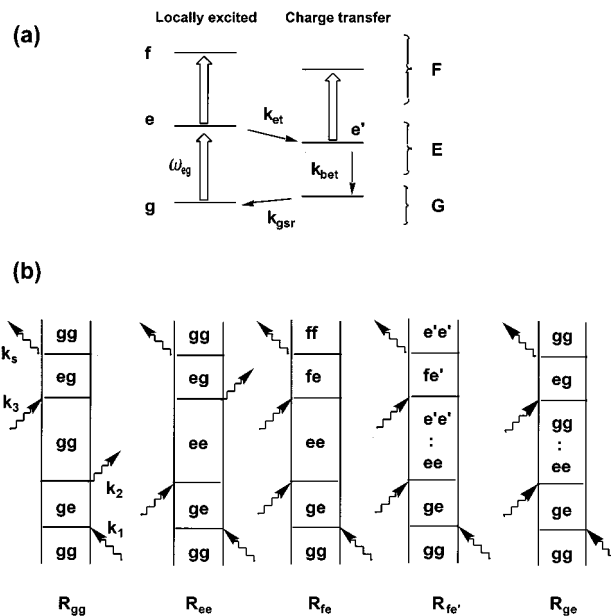 Locally excited Charge transfer
(a)
f
F
e
k_et
e'
E
ω_eg
k_bet
g
k_gsr
G
(b)
gg gg ff e'e' gg
k_s
eg eg fe fe' eg
k_3
gg ee ee e'e' gg
: :
ee ee
k_2
ge ge ge ge ge
k_1
gg gg gg gg gg
R_gg R_ee R_fe R_fe' R_ge